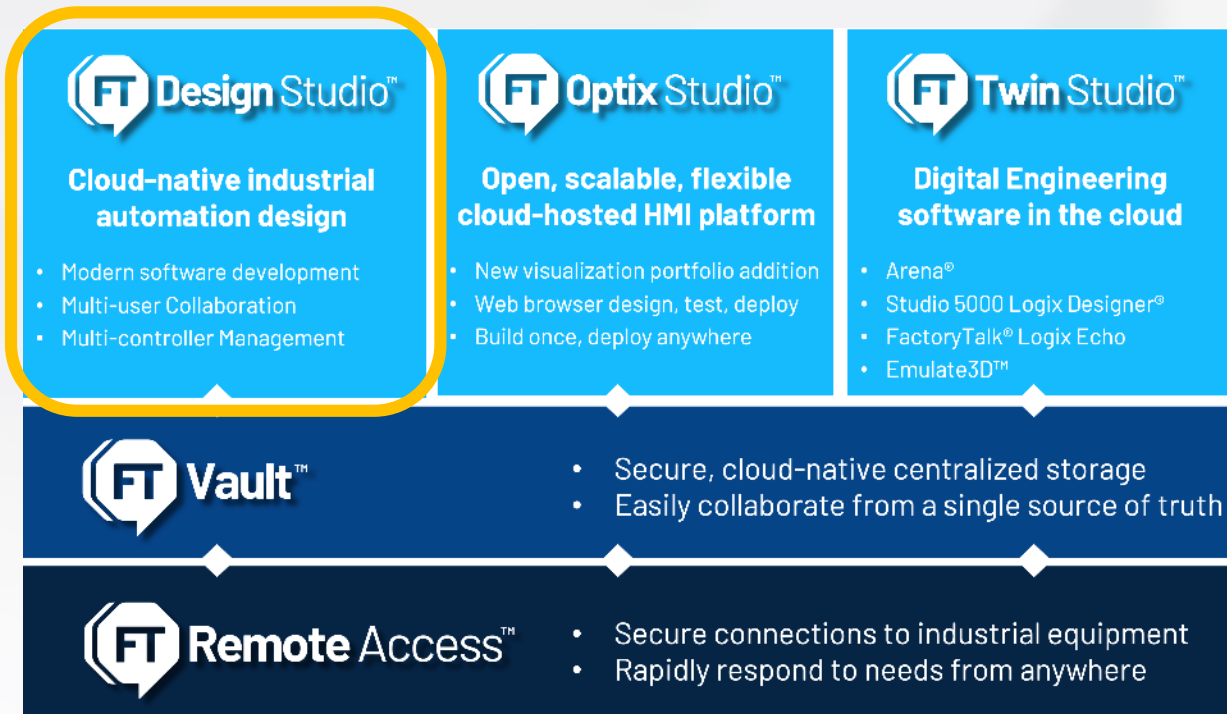 FT Design Studio™
Cloud-native industrial
automation design
• Modern software development
• Multi-user Collaboration
• Multi-controller Management
FT Optix Studio™
Open, scalable, flexible
cloud-hosted HMI platform
• New visualization portfolio addition
• Web browser design, test, deploy
• Build once, deploy anywhere
FT Twin Studio™
Digital Engineering
software in the cloud
• Arena®
• Studio 5000 Logix Designer®
• FactoryTalk® Logix Echo
• Emulate3D™
FT Vault™
• Secure, cloud-native centralized storage
• Easily collaborate from a single source of truth
FT Remote Access™
• Secure connections to industrial equipment
• Rapidly respond to needs from anywhere